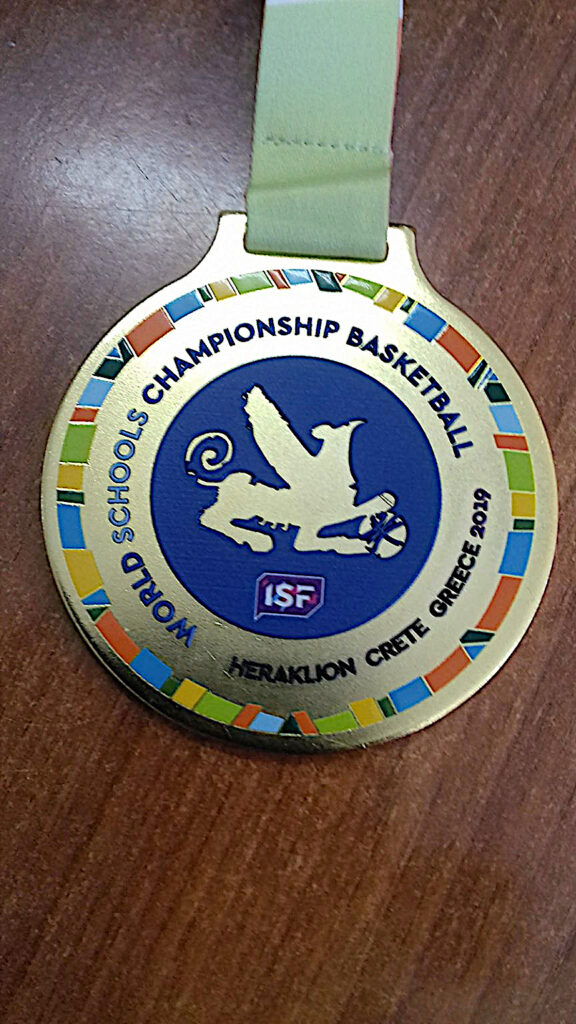 WORLD SCHOOLS CHAMPIONSHIP BASKETBALL
ISF
HERAKLION CRETE GREECE 2019